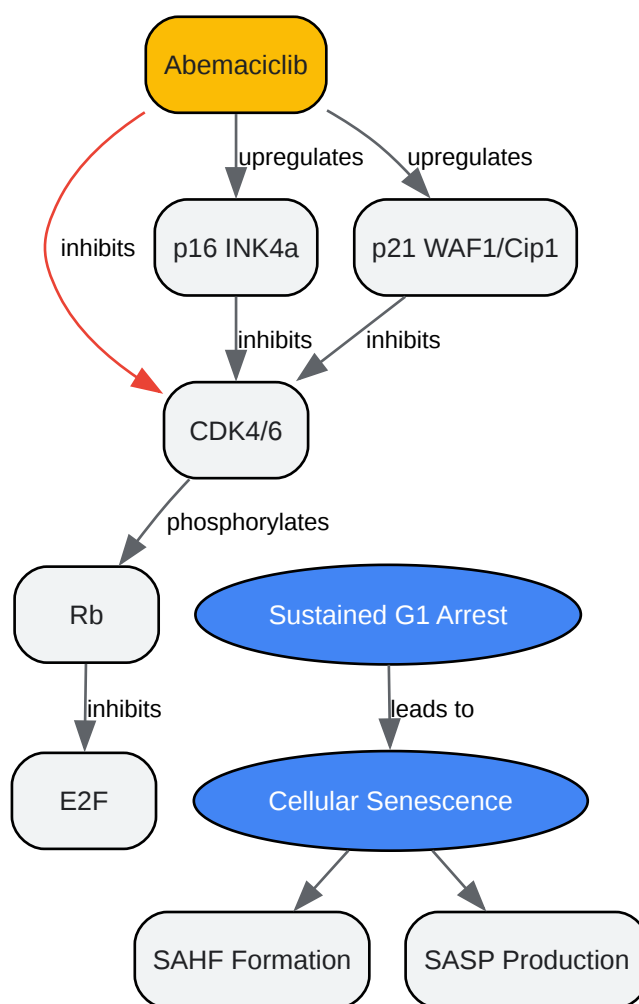 Abemaciclib
upregulates
upregulates
inhibits
p16 INK4a
p21 WAF1/Cip1
inhibits
inhibits
CDK4/6
phosphorylates
Rb
Sustained G1 Arrest
inhibits
leads to
E2F
Cellular Senescence
SAHF Formation
SASP Production